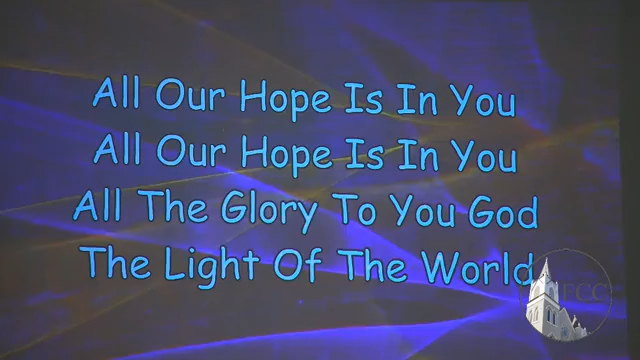 All Our Hope Is In You
All Our Hope Is In You
All The Glory To You God
The Light Of The World
FCC